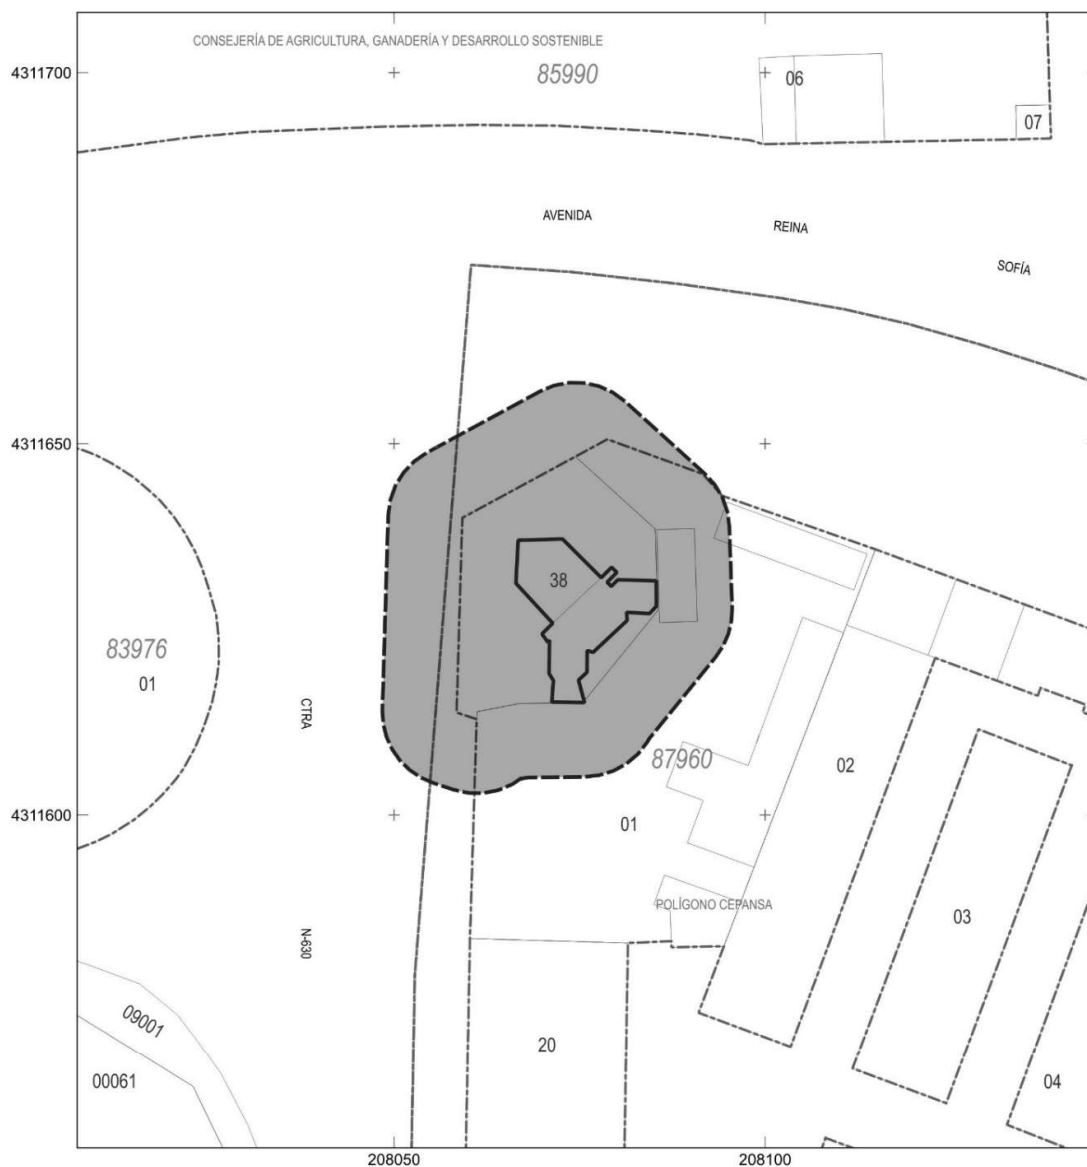 CONSEJERÍA DE AGRICULTURA, GANADERÍA Y DESARROLLO SOSTENIBLE
4311700
85990
06
07
AVENIDA
REINA
SOFÍA
4311650
38
83976
01
CTRA
87960
02
4311600
01
POLÍGONO CEPANSA
03
N-630
09001
20
00061
04
208050
208100